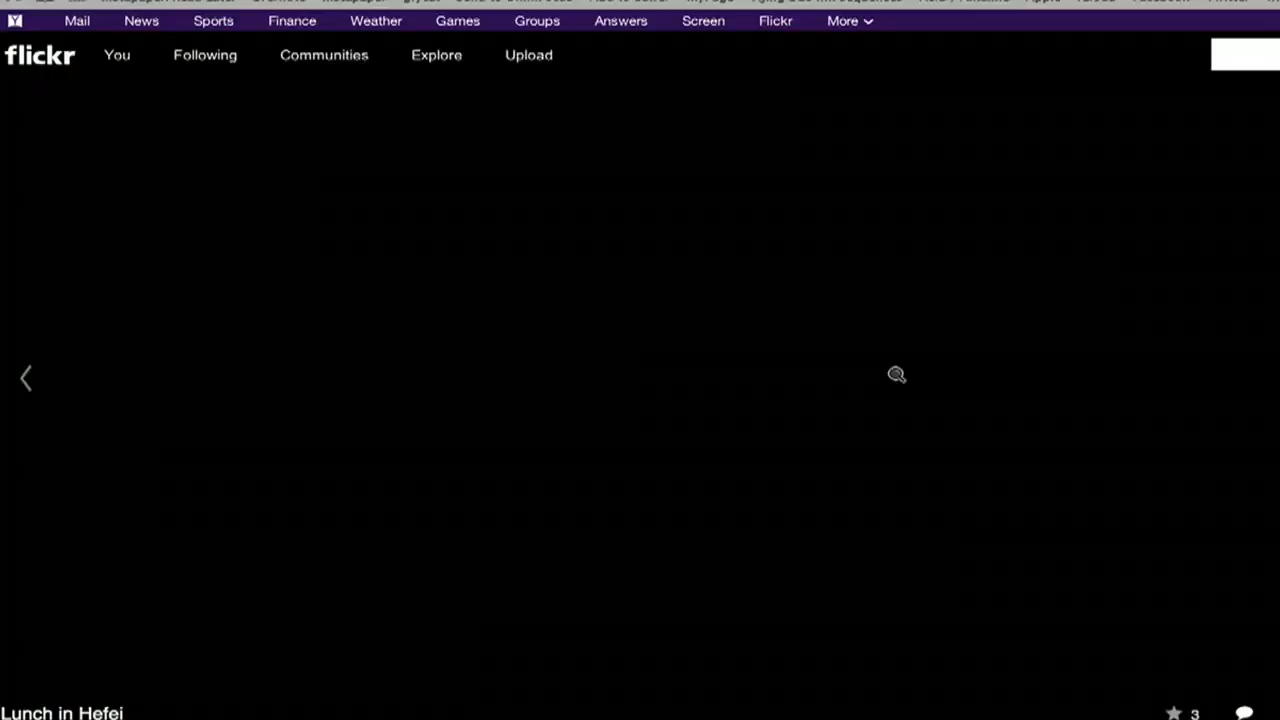 Y Mail News Sports Finance Weather Games Groups Answers Screen Flickr More
flickr You Following Communities Explore Upload
Lunch in Hefei
3